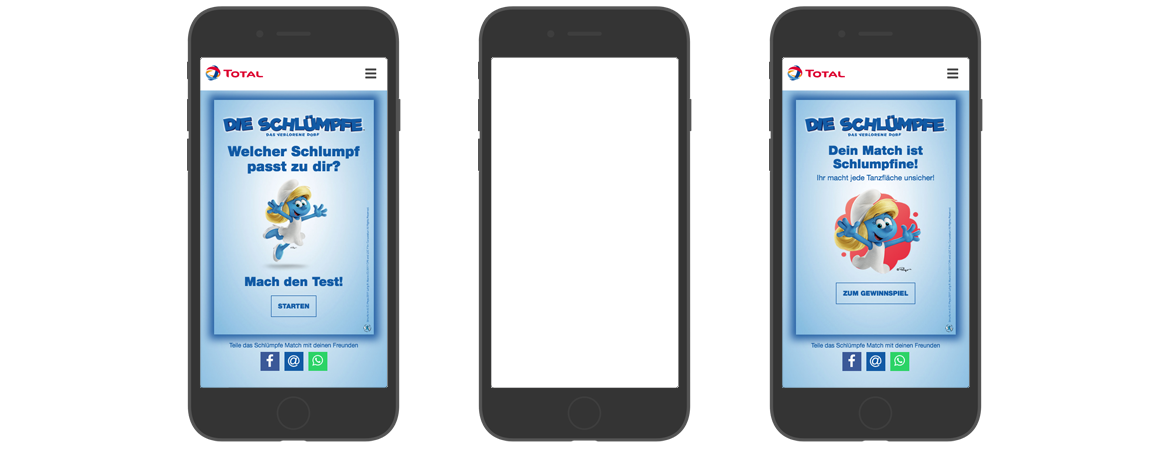 TOTAL
DIE SCHLÜMPFE
DAS VERLORENE DORF
Welcher Schlumpf
passt zu dir?
Mach den Test!
STARTEN
Teile das Schlümpfe Match mit deinen Freunden
TOTAL
DIE SCHLÜMPFE
DAS VERLORENE DORF
Dein Match ist
Schlumpfine!
Ihr macht jede Tanzfläche unsicher!
ZUM GEWINNSPIEL
Teile das Schlümpfe Match mit deinen Freunden